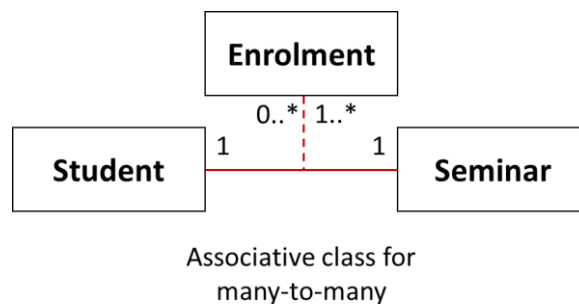 Enrolment
0..* 1..*
1 1
Student Seminar
Associative class for
many-to-many